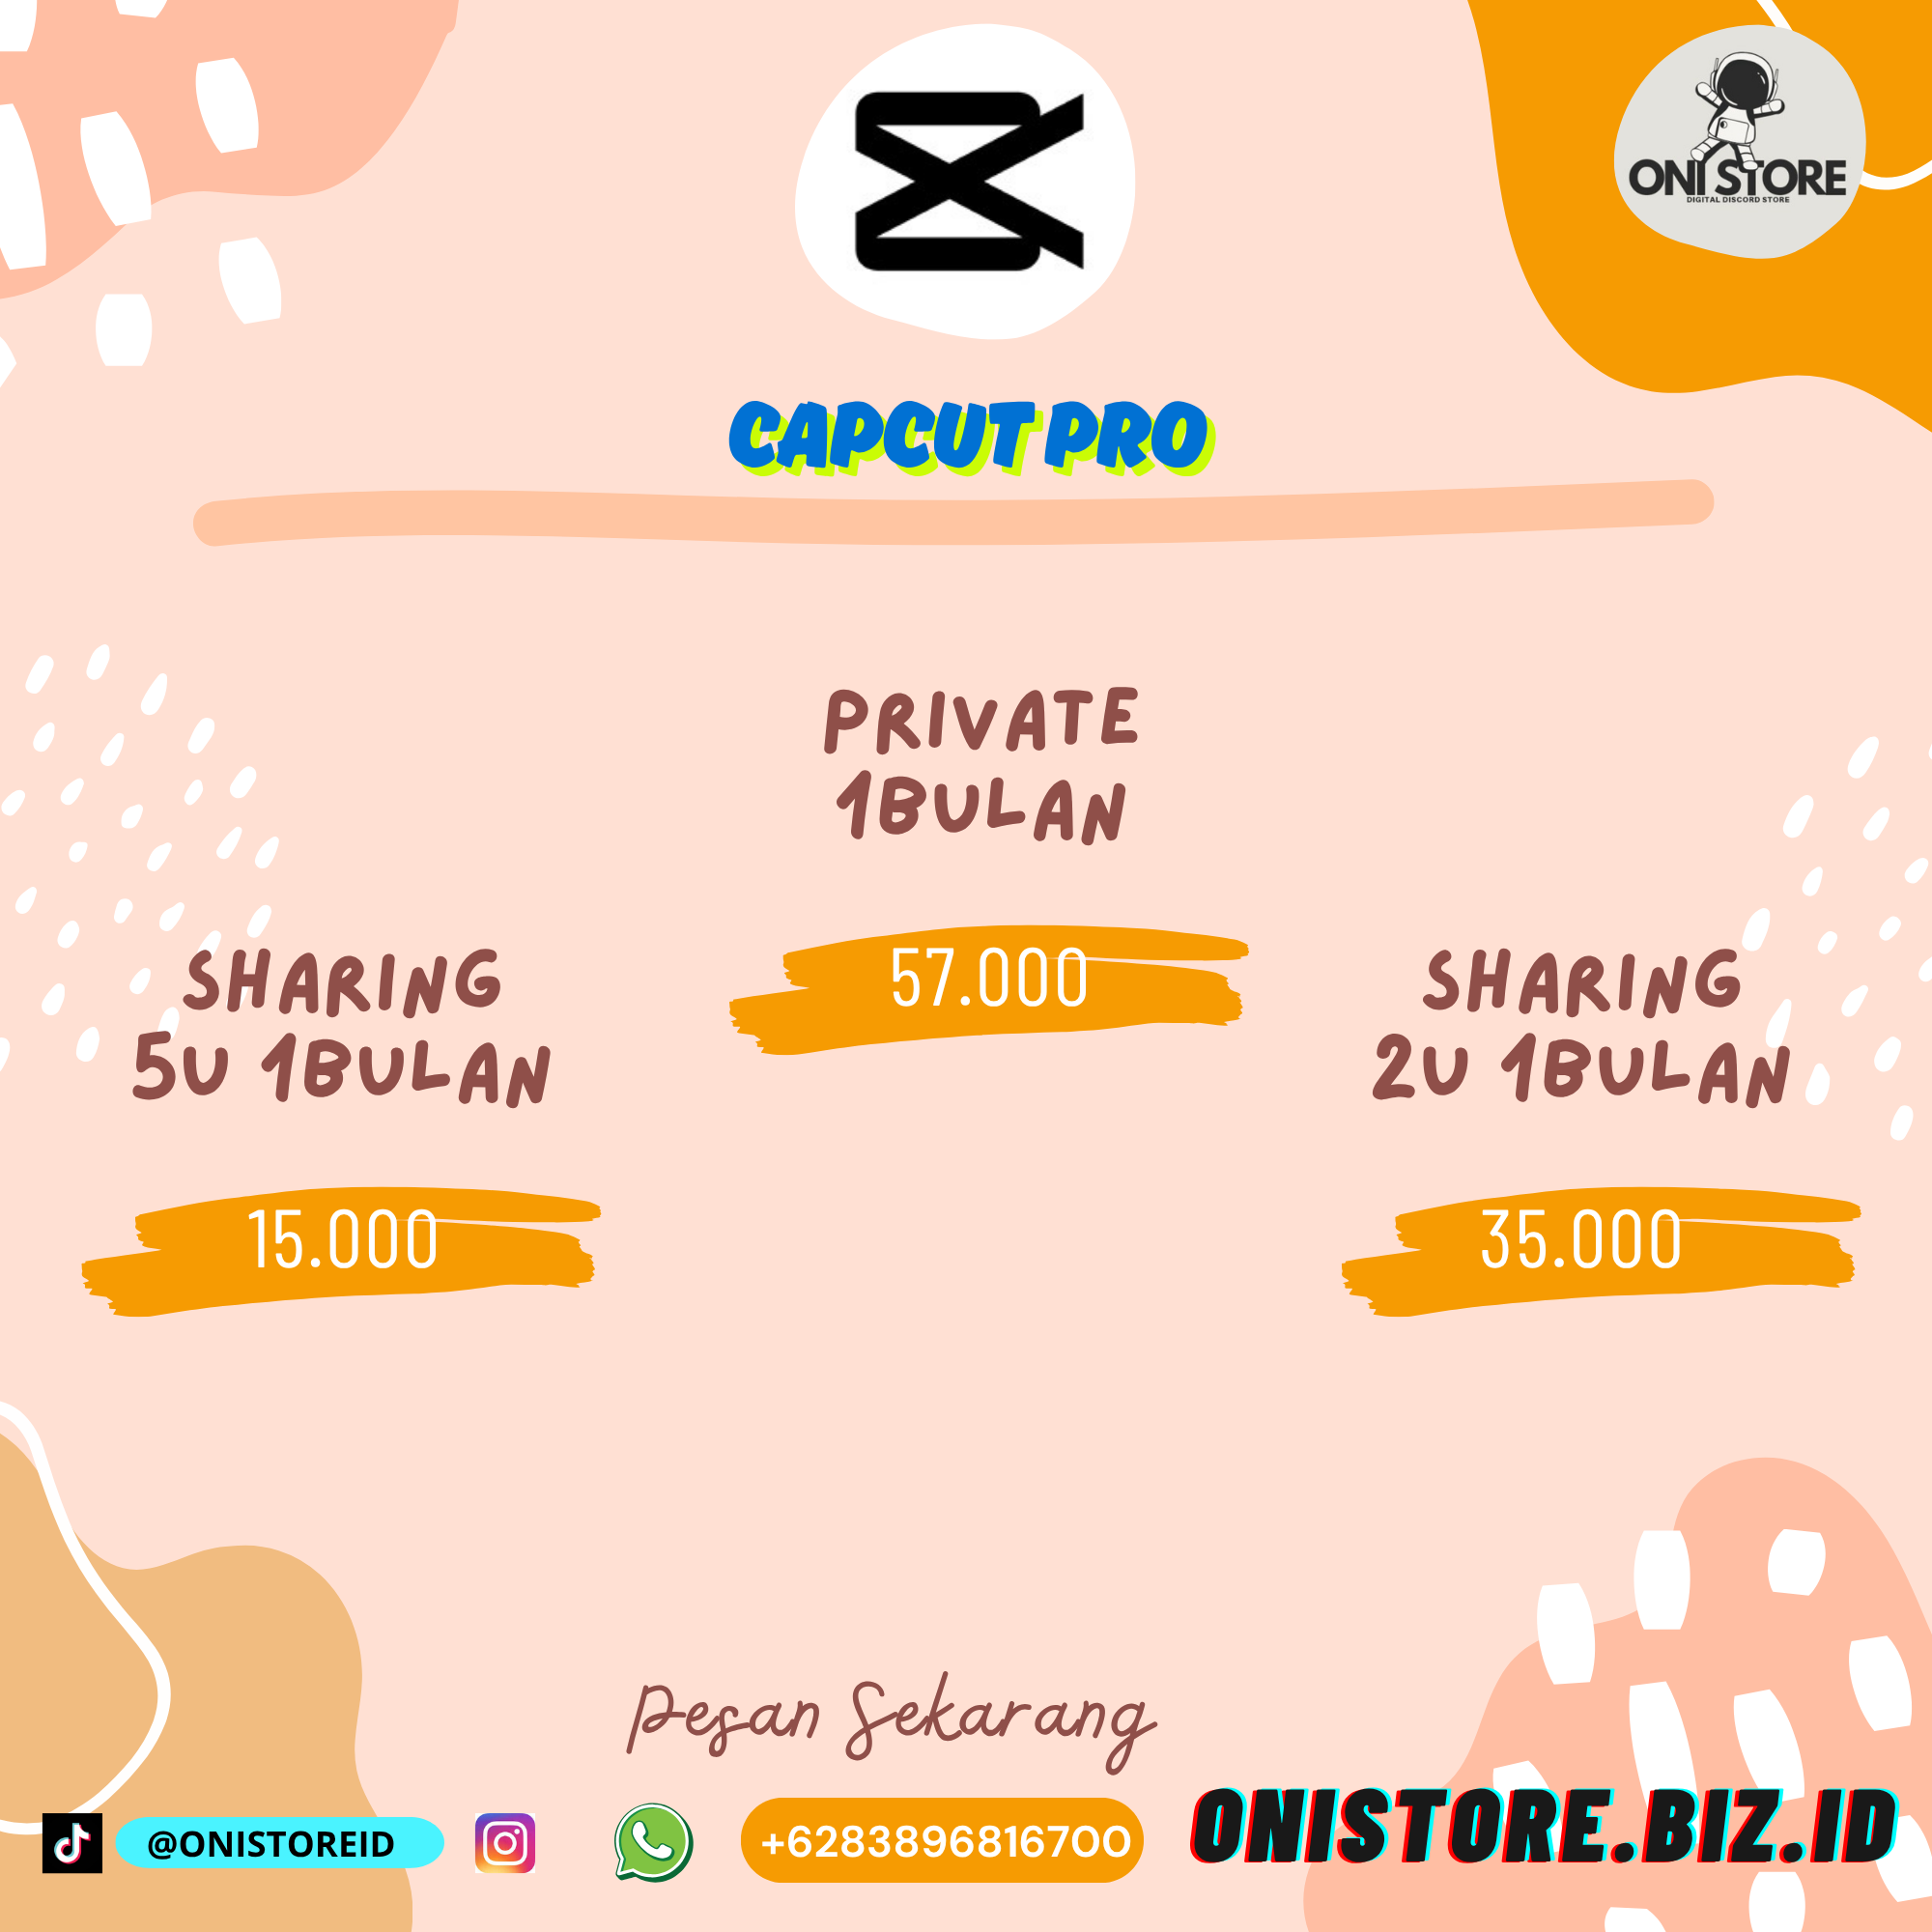 ONI STORE
DIGITAL DISCORD STORE
CAPCUT PRO
PRIVATE
1BULAN
57.000
SHARING
5U 1BULAN
15.000
SHARING
2U 1BULAN
35.000
Pesan Sekarang
@ONISTOREID
+6283896816700
ONISTORE.BIZ.ID